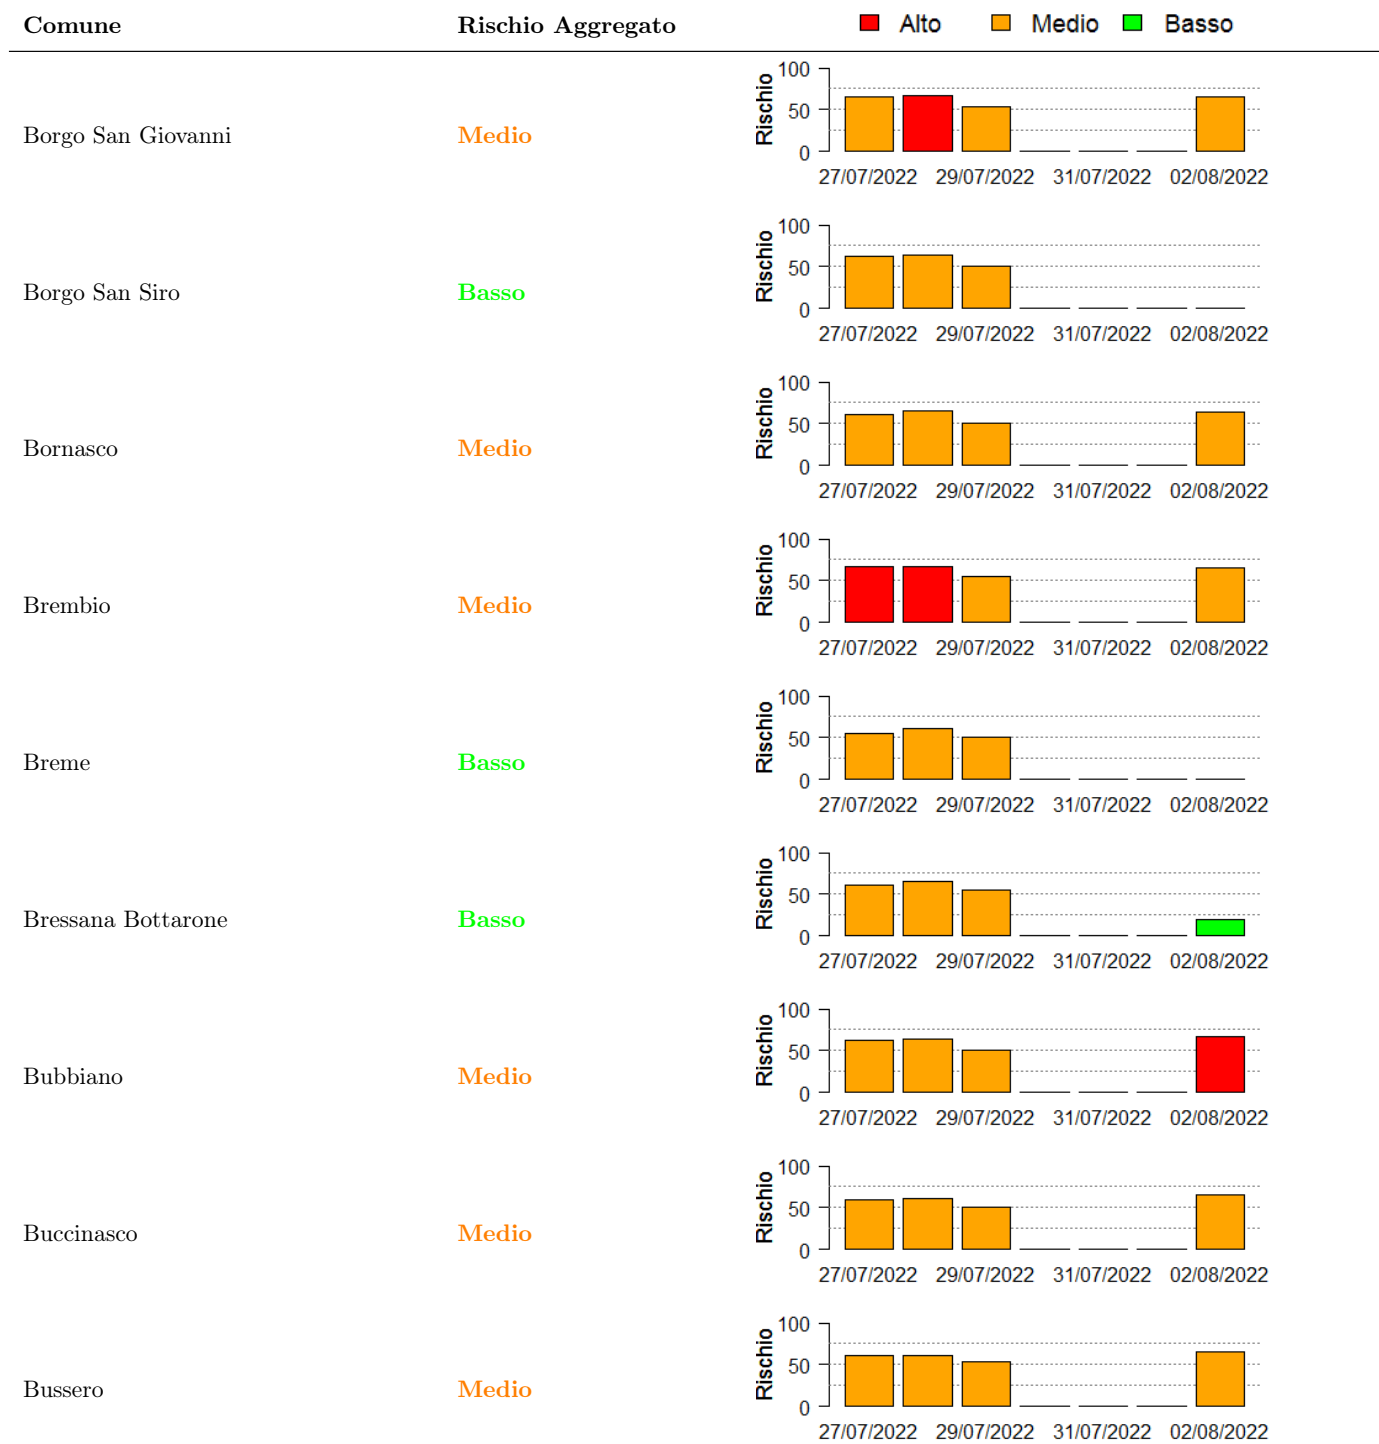 Comune Rischio Aggregato Alto Medio Basso
100
50
0
Rischio
Borgo San Giovanni Medio
27/07/2022 29/07/2022 31/07/2022 02/08/2022
100
50
0
Rischio
Borgo San Siro Basso
27/07/2022 29/07/2022 31/07/2022 02/08/2022
100
50
0
Rischio
Bornasco Medio
27/07/2022 29/07/2022 31/07/2022 02/08/2022
100
50
0
Rischio
Brembio Medio
27/07/2022 29/07/2022 31/07/2022 02/08/2022
100
50
0
Rischio
Breme Basso
27/07/2022 29/07/2022 31/07/2022 02/08/2022
100
50
0
Rischio
Bressana Bottarone Basso
27/07/2022 29/07/2022 31/07/2022 02/08/2022
100
50
0
Rischio
Bubbiano Medio
27/07/2022 29/07/2022 31/07/2022 02/08/2022
100
50
0
Rischio
Buccinasco Medio
27/07/2022 29/07/2022 31/07/2022 02/08/2022
100
50
0
Rischio
Bussero Medio
27/07/2022 29/07/2022 31/07/2022 02/08/2022